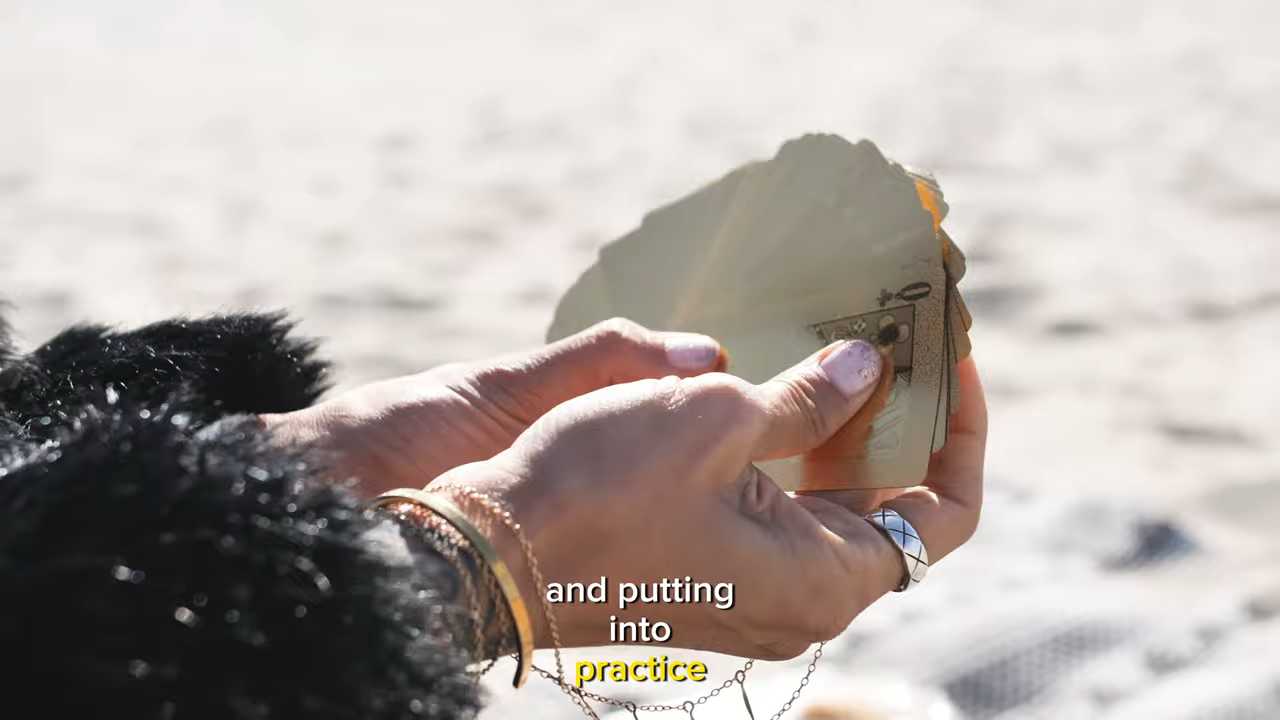 and putting
into
practice